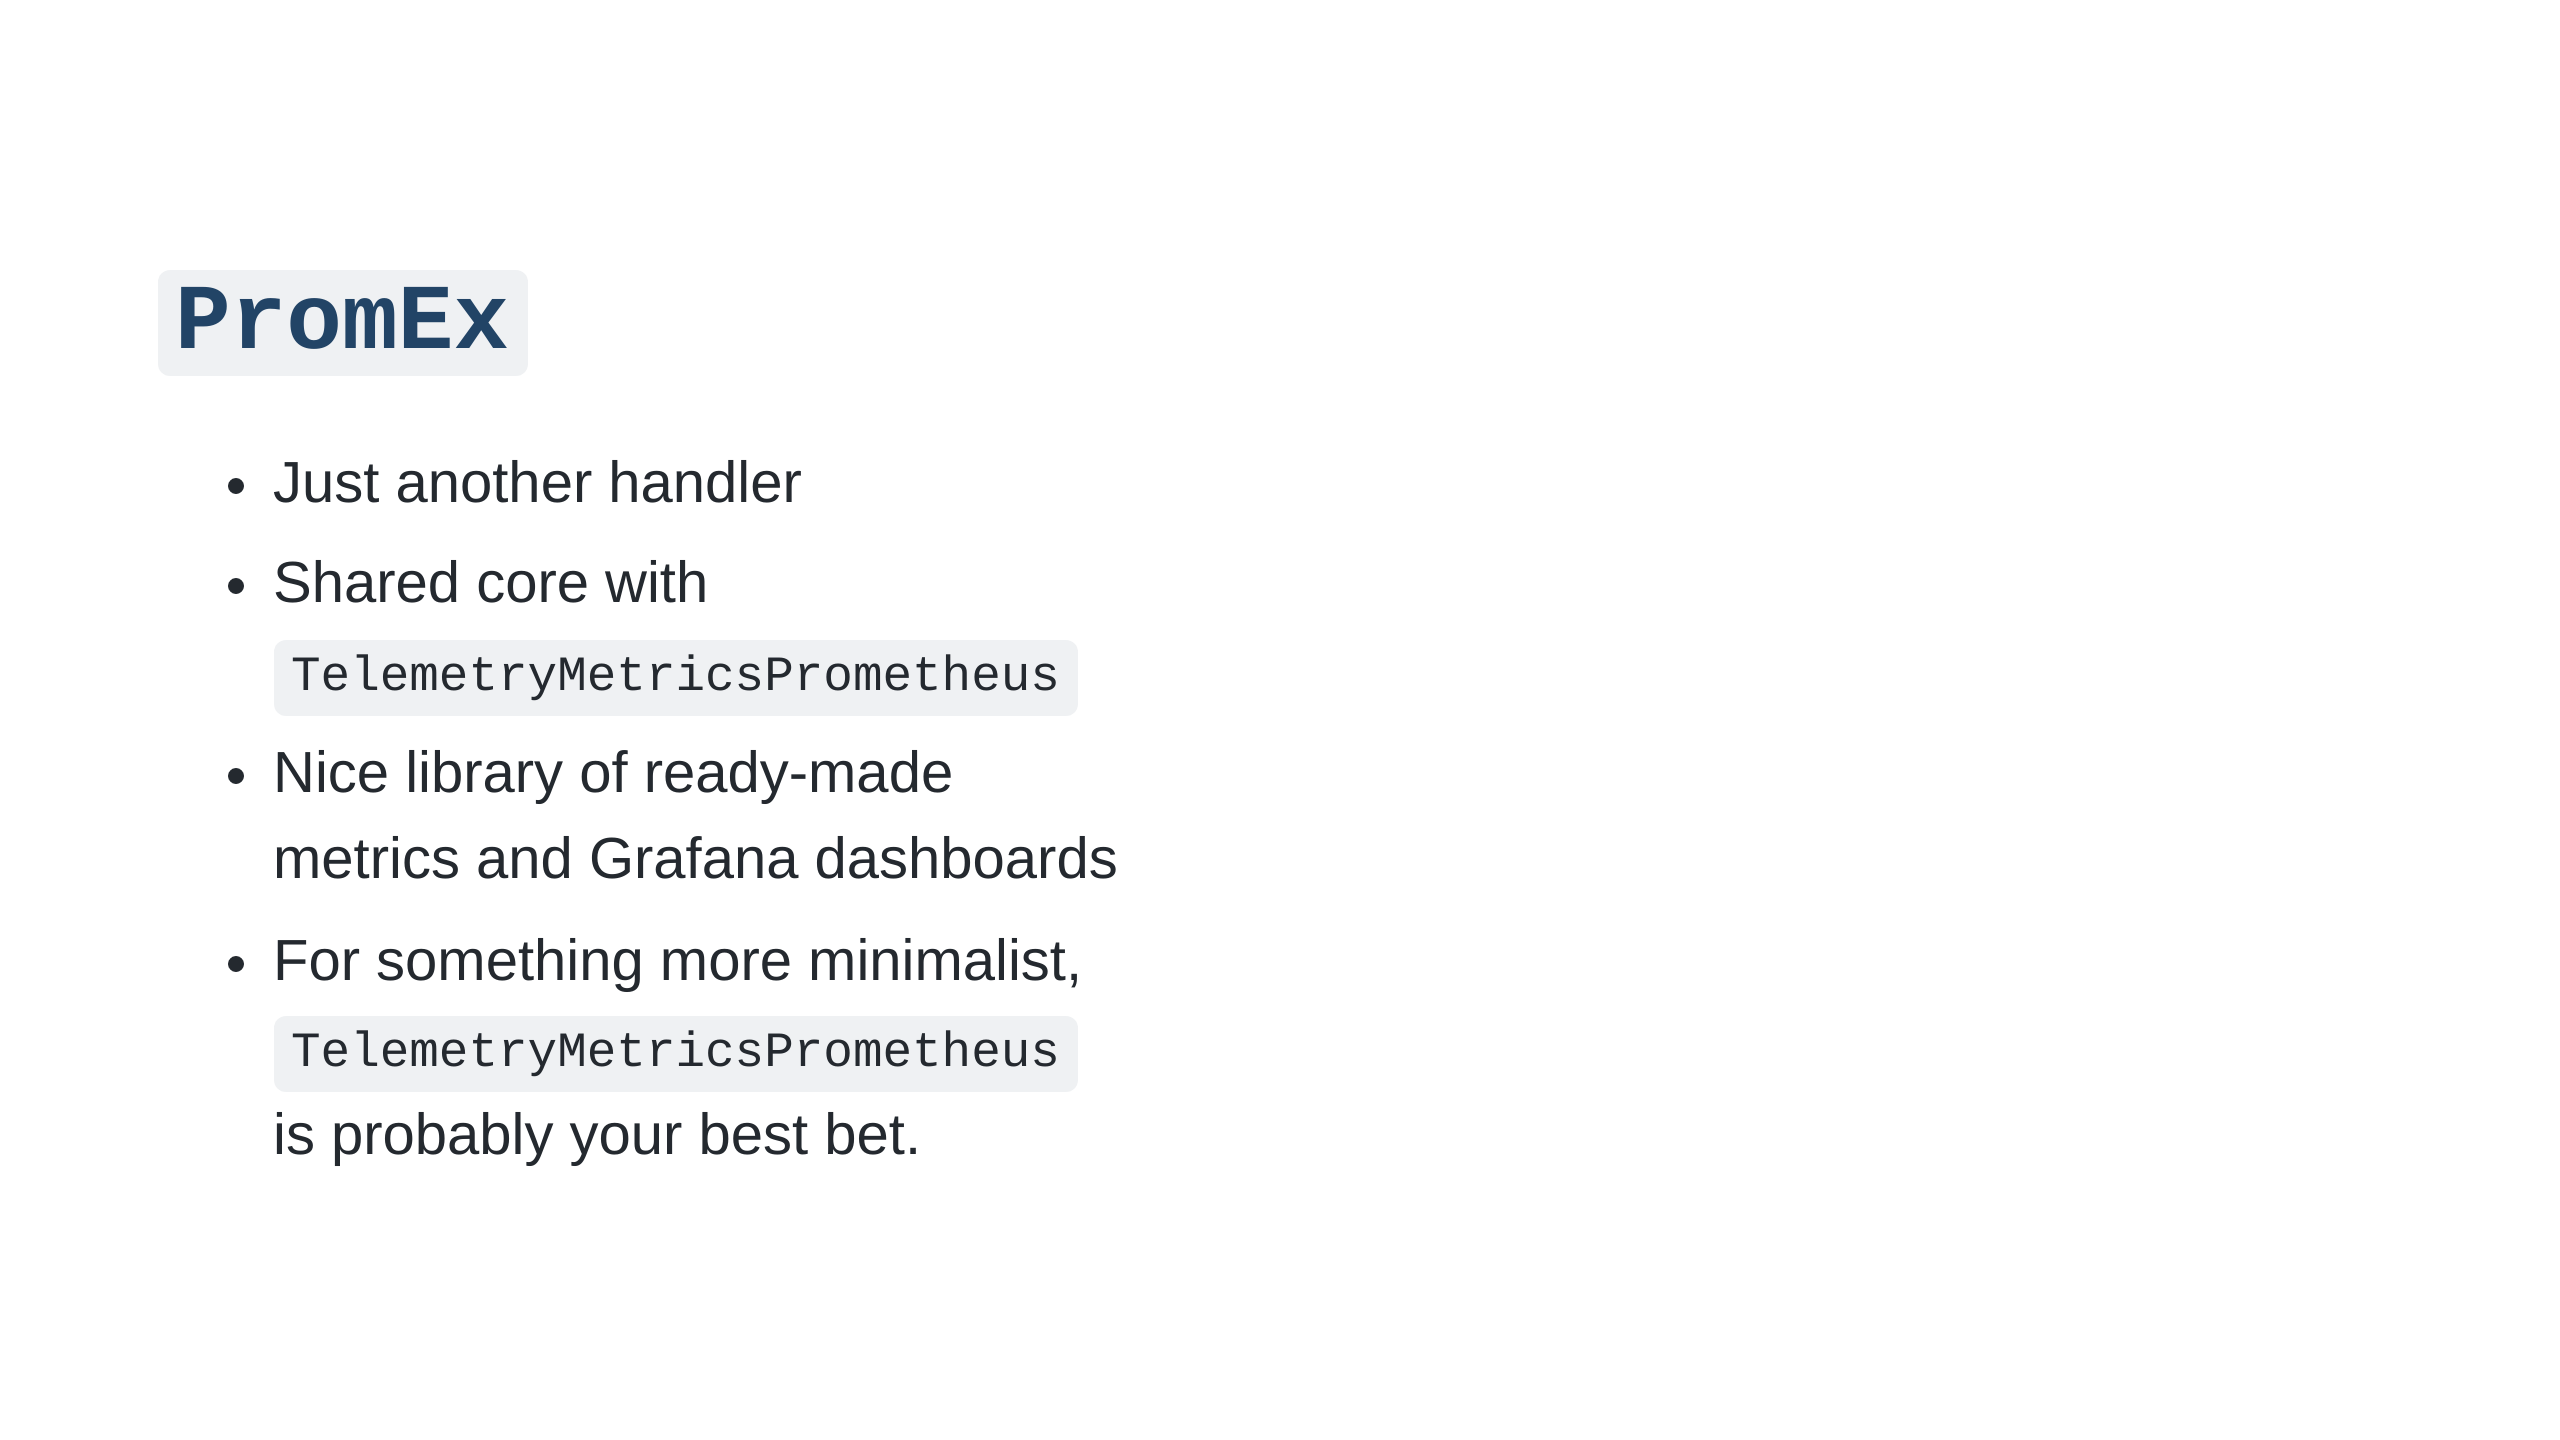 PromEx
Just another handler
Shared core with
TelemetryMetricsPrometheus
Nice library of ready-made
metrics and Grafana dashboards
For something more minimalist,
TelemetryMetricsPrometheus
is probably your best bet.